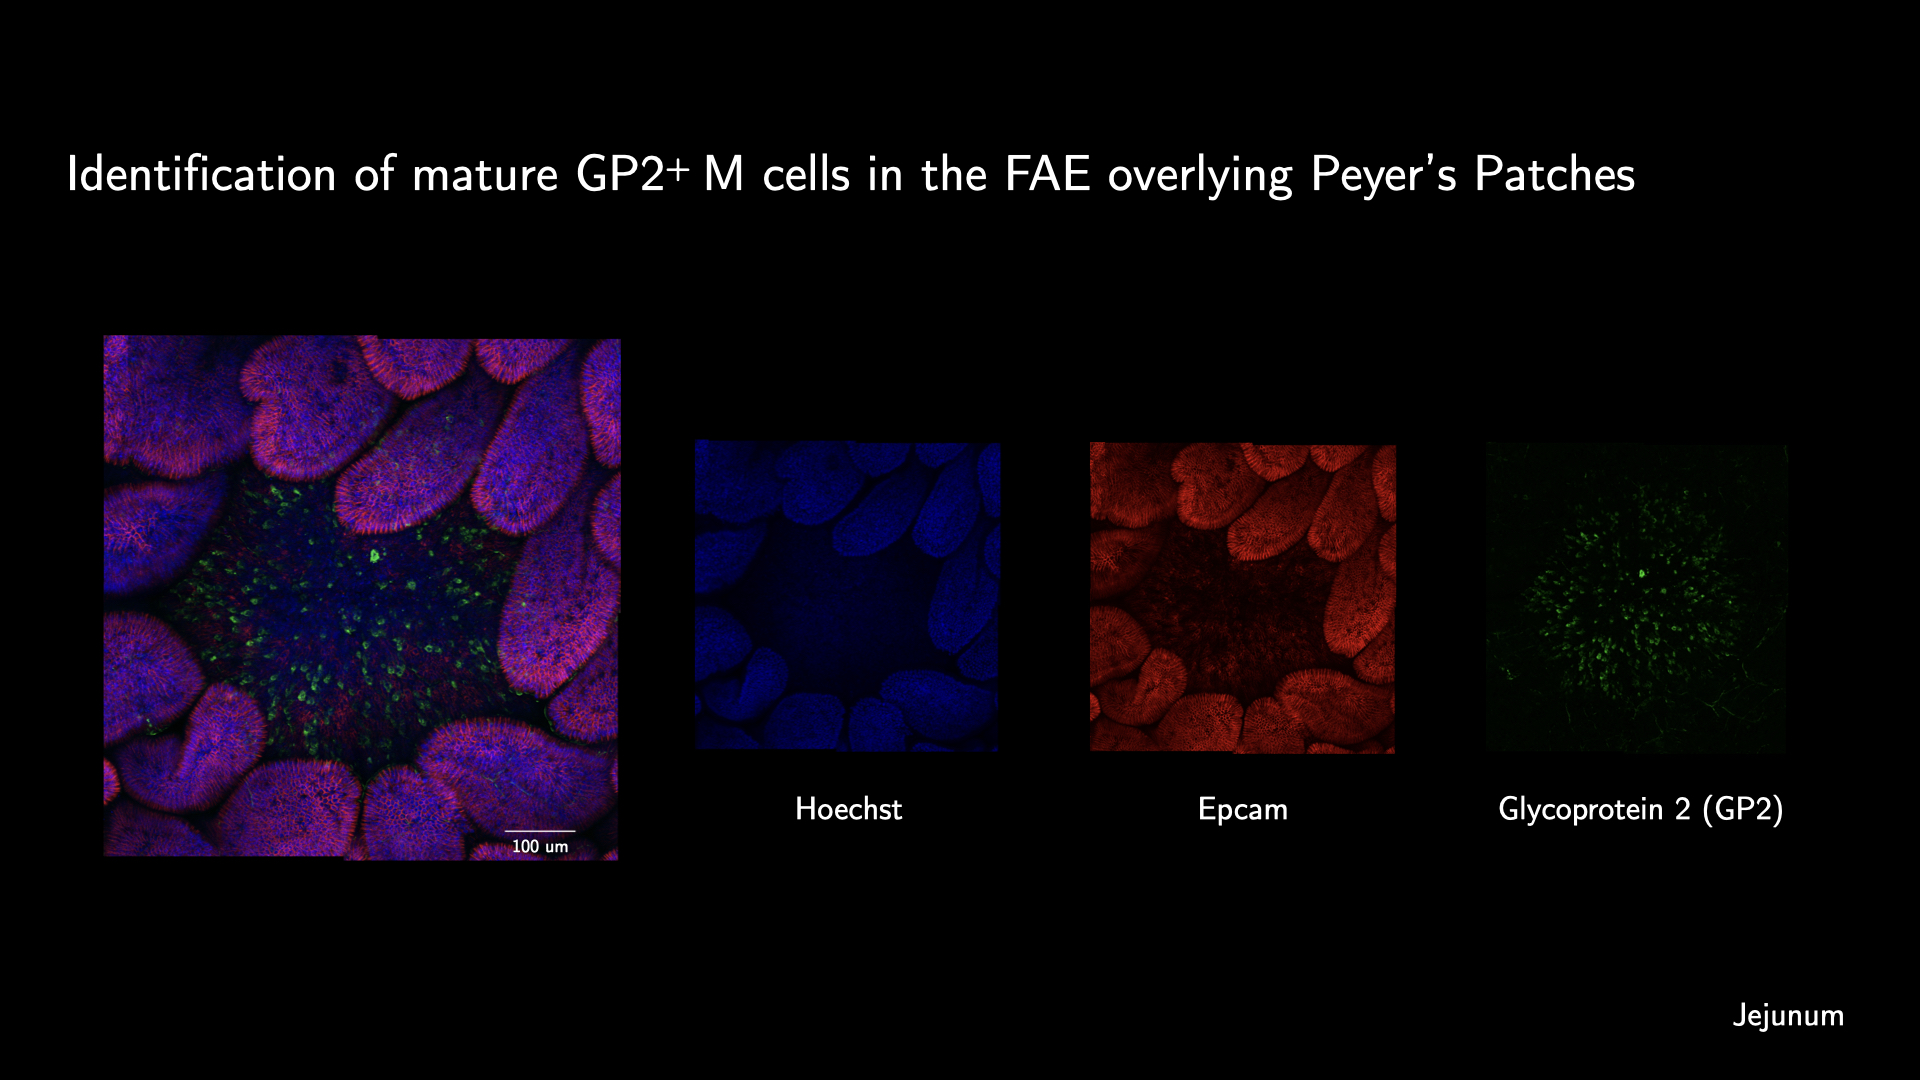 Identification of mature GP2⁺ M cells in the FAE overlying Peyer's Patches
100 um
Hoechst
Epcam
Glycoprotein 2 (GP2)
Jejunum